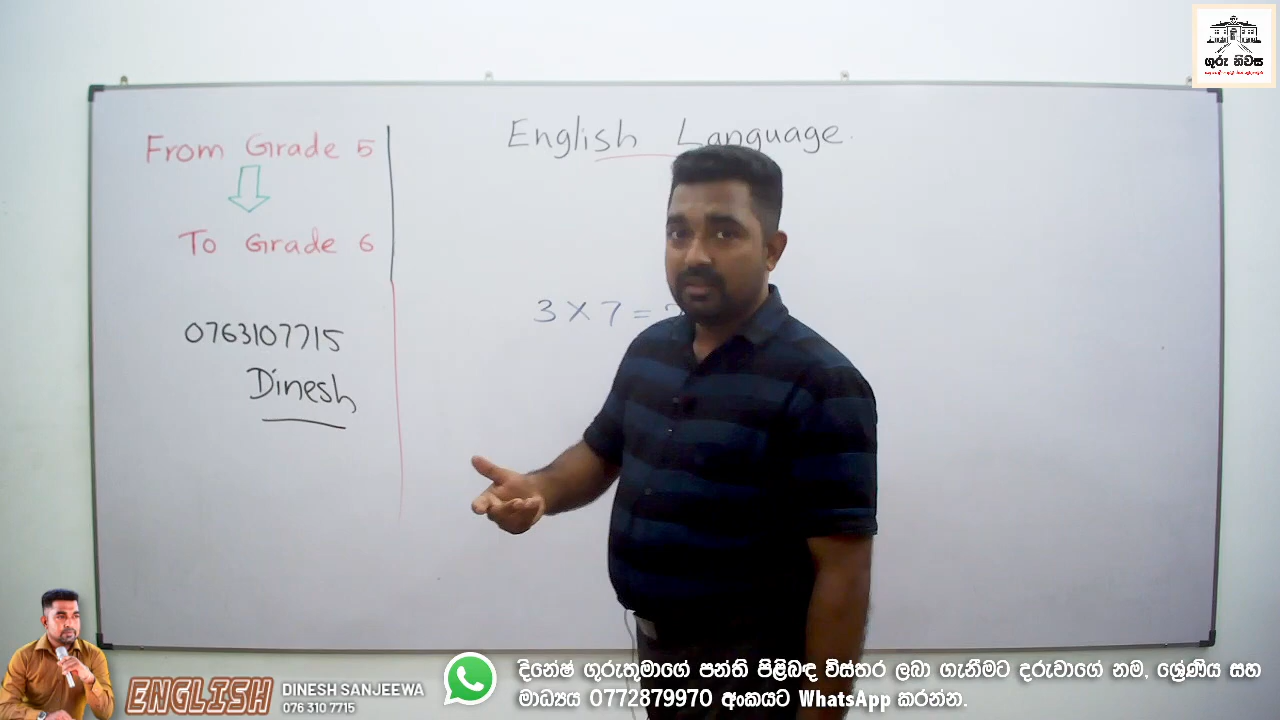 ගුරු නිවස
English Language.
From Grade 5
To Grade 6
3 x 7 =
0763107715
Dinesh
ENGLISH
DINESH SANJEEWA
076 310 7715
දිනේෂ් ගුරුතුමාගේ පන්ති පිළිබඳ විස්තර ලබා ගැනීමට දරුවාගේ නම, ශ්‍රේණිය සහ
මාධ්‍යය 0772879970 අංකයට WhatsApp කරන්න.